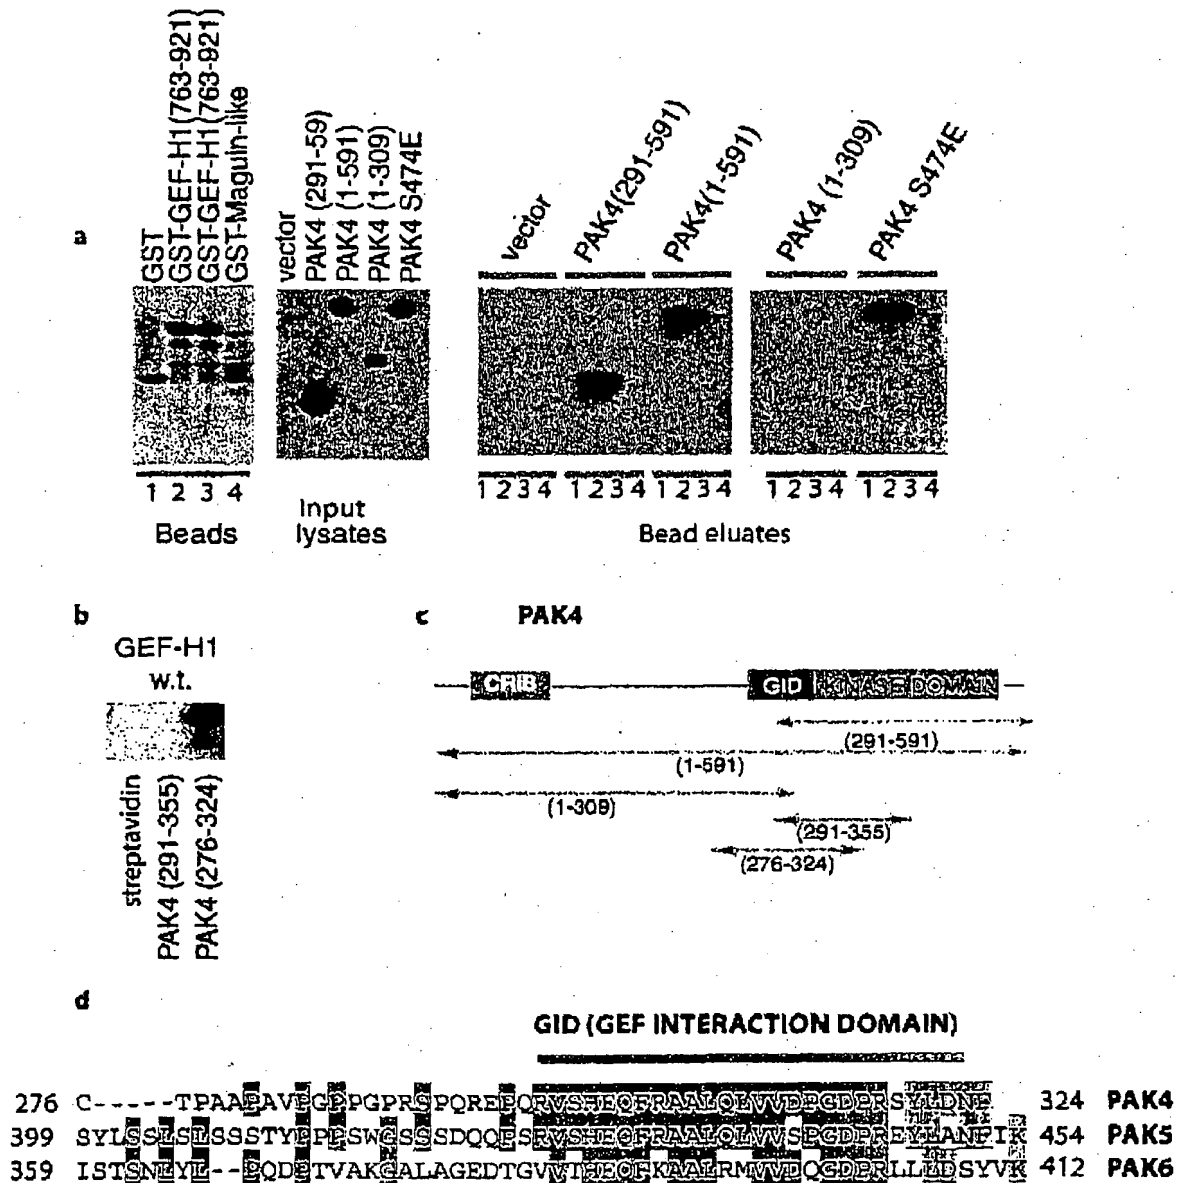 a
GST
GST-GEF-H1(763-921)
GST-GEF-H1(763-921)
GST-Maguin-like
vector
PAK4 (291-59)
PAK4 (1-591)
PAK4 (1-309)
PAK4 S474E
vector
PAK4(291-591)
PAK4(1-591)
PAK4 (1-309)
PAK4 S474E
1 2 3 4
1 2 3 4
1 2 3 4
1 2 3 4
1 2 3 4
1 2 3 4
Beads
Input
lysates
Bead eluates
b
GEF-H1
w.t.
streptavidin
PAK4 (291-355)
PAK4 (276-324)
c
PAK4
CRIB
GID
KINASE DOMAIN
(291-591)
(1-591)
(1-309)
(291-355)
(276-324)
d
GID (GEF INTERACTION DOMAIN)
276 C-----TPAAPAVPGPPGPRSPQREPQRVSHEQFRAALQLVVDPGDPRSYLDNF 324 PAK4
399 SYLSSLSLSSSTYPPPSWGSSSDQQPSRVSHEQFRAALQLVVSPGDPREYLANFIK 454 PAK5
359 ISTSNLYL--PQDPTVAKGALAGEDTGVVTHEQFKAALRMVVDQGDPRLLLDSYVK 412 PAK6